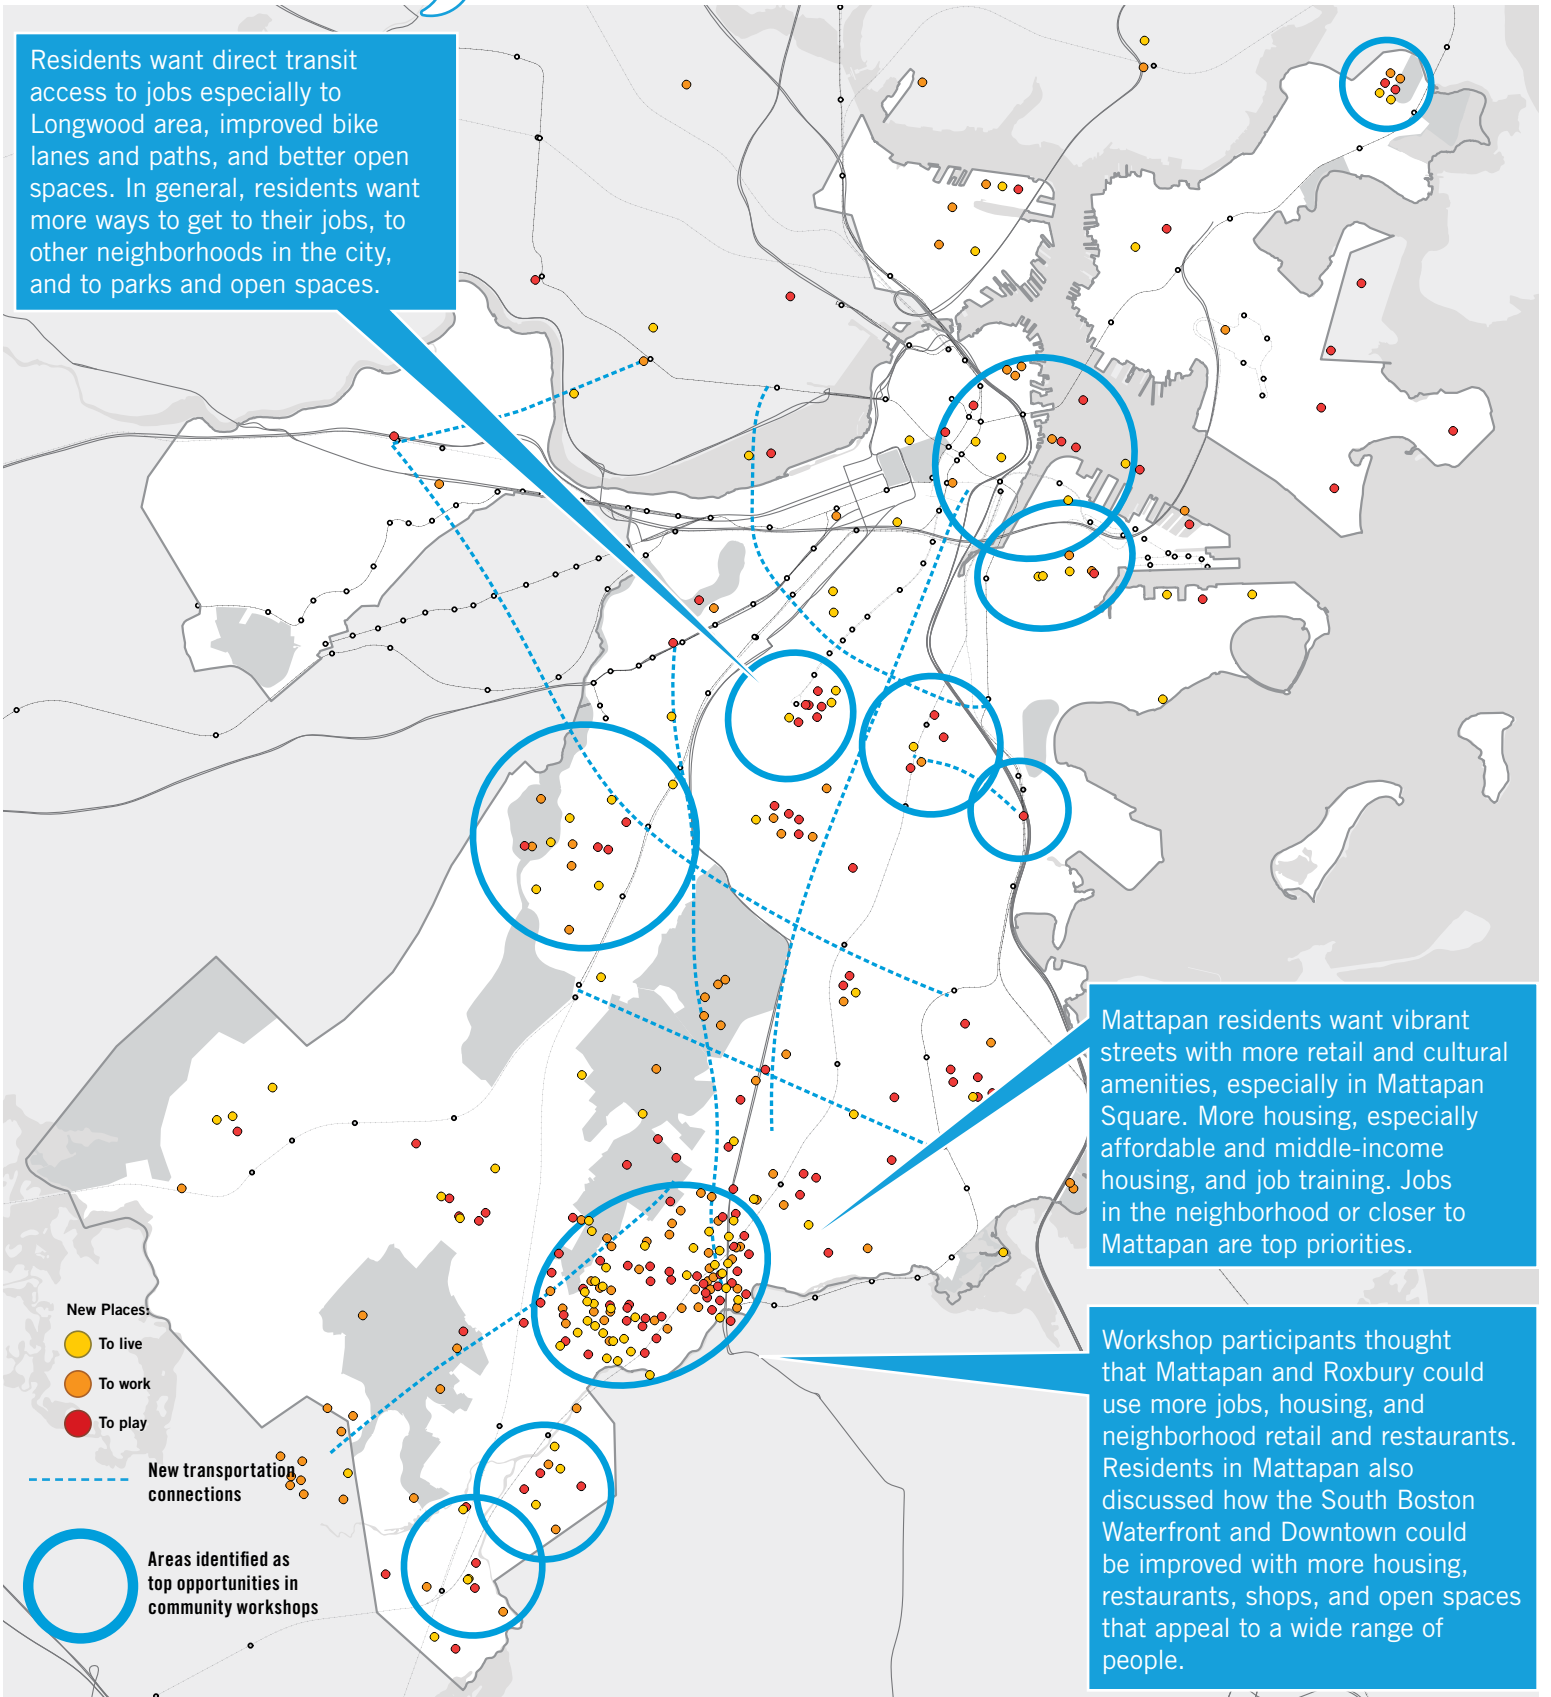 Residents want direct transit
access to jobs especially to
Longwood area, improved bike
lanes and paths, and better open
spaces. In general, residents want
more ways to get to their jobs, to
other neighborhoods in the city,
and to parks and open spaces.
Mattapan residents want vibrant
streets with more retail and cultural
amenities, especially in Mattapan
Square. More housing, especially
affordable and middle-income
housing, and job training. Jobs
in the neighborhood or closer to
Mattapan are top priorities.
Workshop participants thought
that Mattapan and Roxbury could
use more jobs, housing, and
neighborhood retail and restaurants.
Residents in Mattapan also
discussed how the South Boston
Waterfront and Downtown could
be improved with more housing,
restaurants, shops, and open spaces
that appeal to a wide range of
people.
New Places:
To live
To work
To play
New transportation
connections
Areas identified as
top opportunities in
community workshops